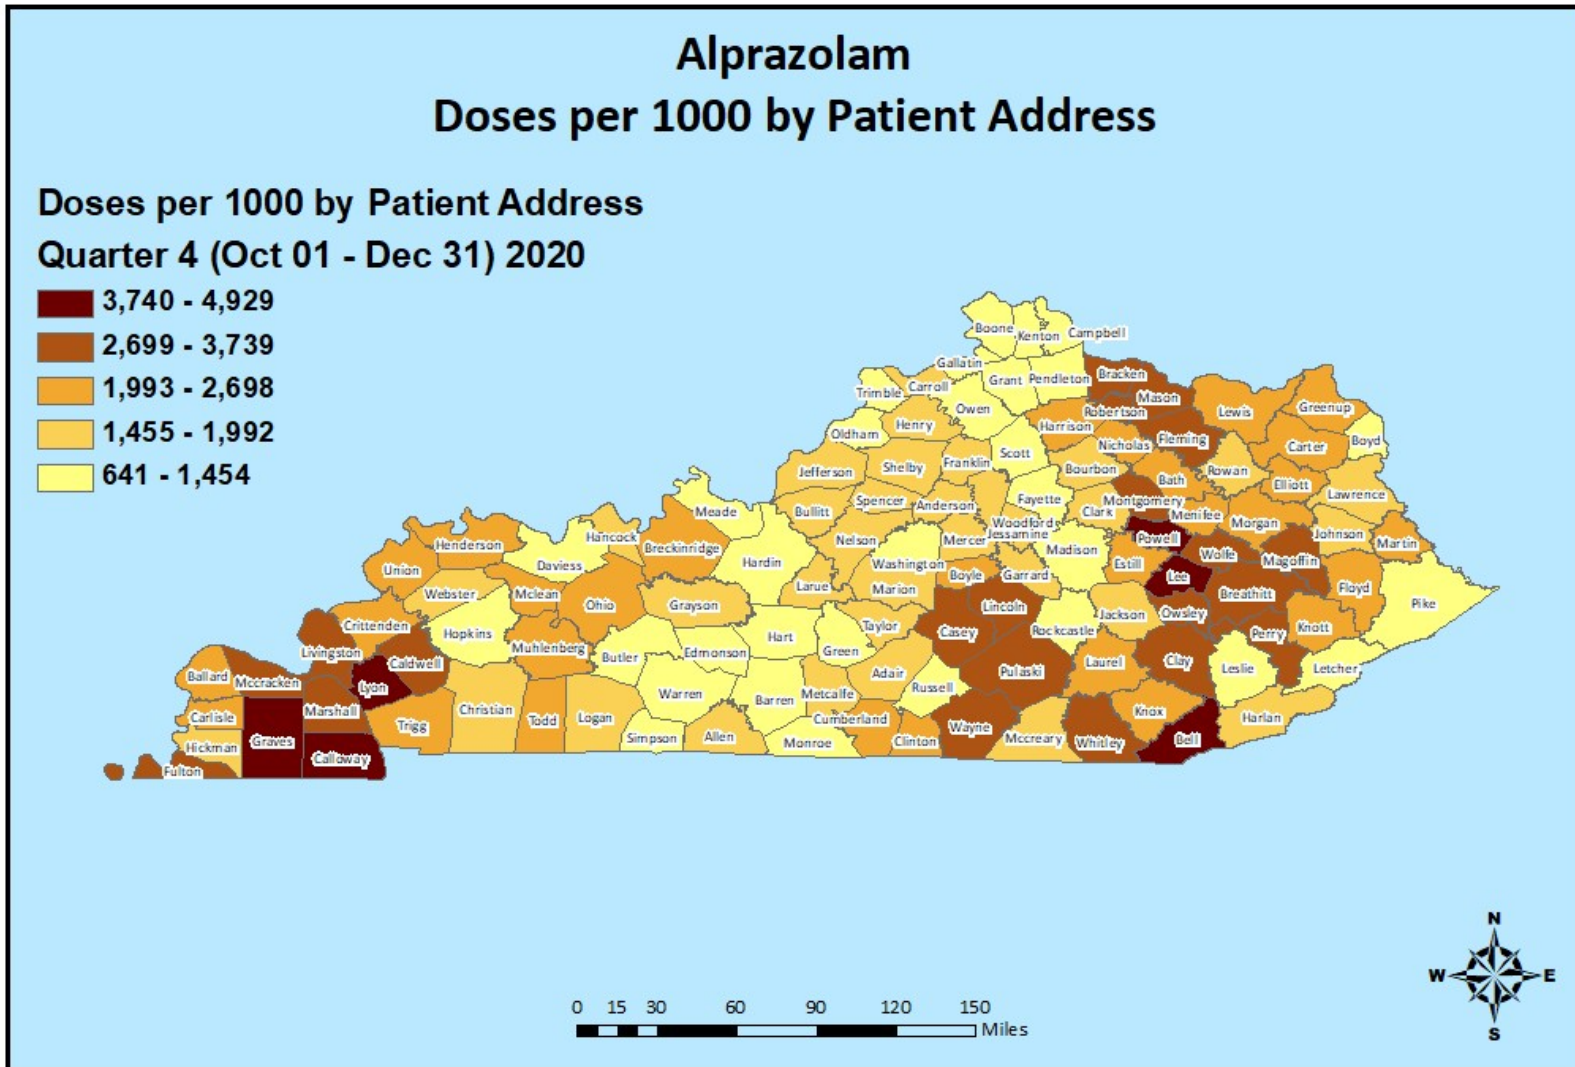 Alprazolam
Doses per 1000 by Patient Address
Doses per 1000 by Patient Address
Quarter 4 (Oct 01 - Dec 31) 2020
3,740 - 4,929
2,699 - 3,739
1,993 - 2,698
1,455 - 1,992
641 - 1,454
Boone
Kenton
Campbell
Gallatin
Grant
Pendleton
Bracken
Trimble
Carroll
Owen
Mason
Robertson
Lewis
Greenup
Oldham
Henry
Harrison
Nicholas
Fleming
Carter
Boyd
Jefferson
Shelby
Franklin
Scott
Bourbon
Rowan
Bath
Elliott
Lawrence
Meade
Bullitt
Spencer
Anderson
Fayette
Clark
Montgomery
Menifee
Morgan
Johnson
Martin
Hancock
Breckinridge
Nelson
Mercer
Woodford
Jessamine
Madison
Powell
Wolfe
Magoffin
Henderson
Daviess
Hardin
Washington
Union
Webster
Mclean
Ohio
Grayson
Larue
Marion
Boyle
Garrard
Estill
Lee
Breathitt
Floyd
Pike
Crittenden
Hopkins
Muhlenberg
Butler
Edmonson
Hart
Green
Taylor
Casey
Lincoln
Rockcastle
Jackson
Owsley
Perry
Knott
Livingston
Caldwell
Ballard
Mccracken
Lyon
Warren
Barren
Metcalfe
Adair
Russell
Pulaski
Laurel
Clay
Leslie
Letcher
Carlisle
Marshall
Trigg
Christian
Todd
Logan
Simpson
Allen
Monroe
Cumberland
Clinton
Wayne
Mccreary
Whitley
Knox
Bell
Harlan
Hickman
Graves
Calloway
Fulton
N
W
E
S
0 15 30 60 90 120 150
Miles